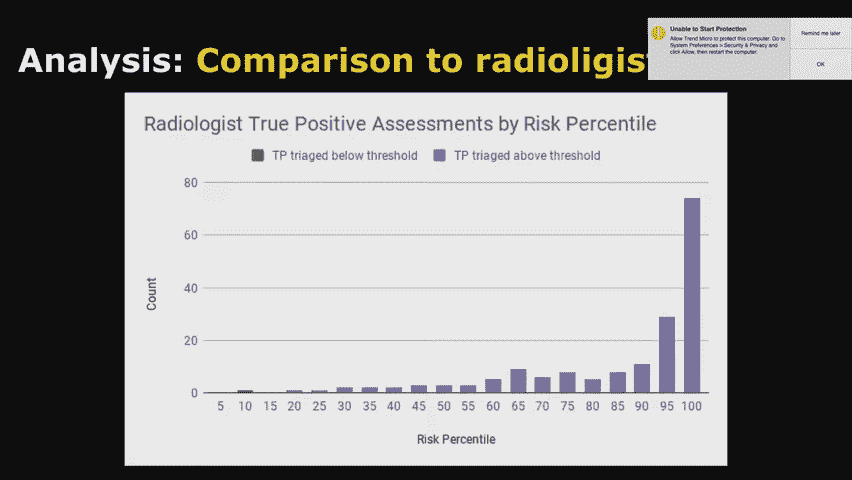 Analysis: Comparison to radioligis
Unable to Start Protection
Allow Trend Micro to protect this computer. Go to
System Preferences > Security & Privacy and
click Allow, then restart the computer.
Remind me later
OK
Radiologist True Positive Assessments by Risk Percentile
TP triaged below threshold
TP triaged above threshold
80
60
40
20
0
Count
5 10 15 20 25 30 35 40 45 50 55 60 65 70 75 80 85 90 95 100
Risk Percentile